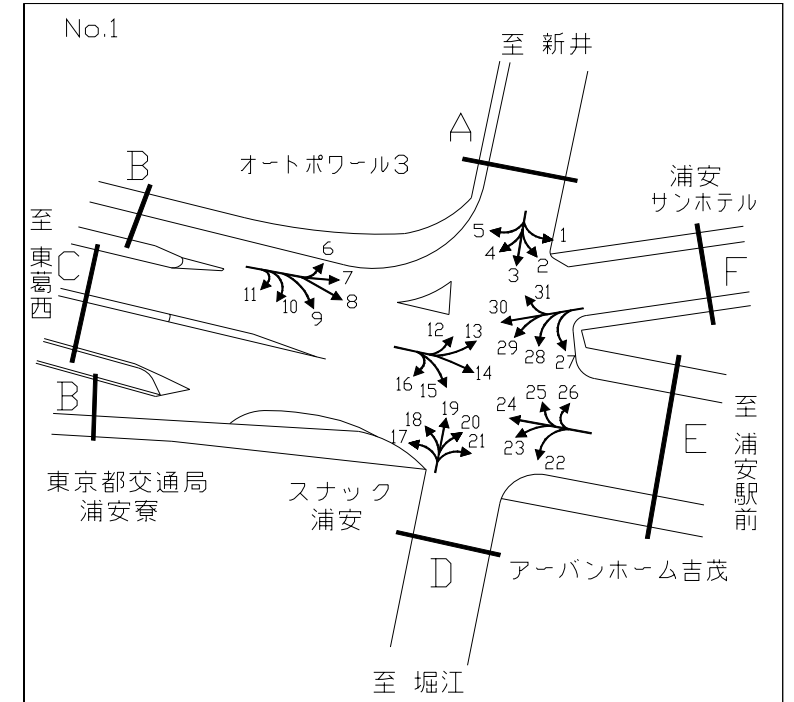 No.1
至 新井
A
B
オートポワール3
浦安
サンホテル
至 東葛西
C
F
5
1
4
2
3
6
7
8
11
10
9
31
30
29
28
27
12
13
14
16
15
B
19
18
20
17
21
25
26
24
23
22
E
至 浦安駅前
東京都交通局
浦安寮
スナック
浦安
D
アーバンホーム吉茂
至 堀江